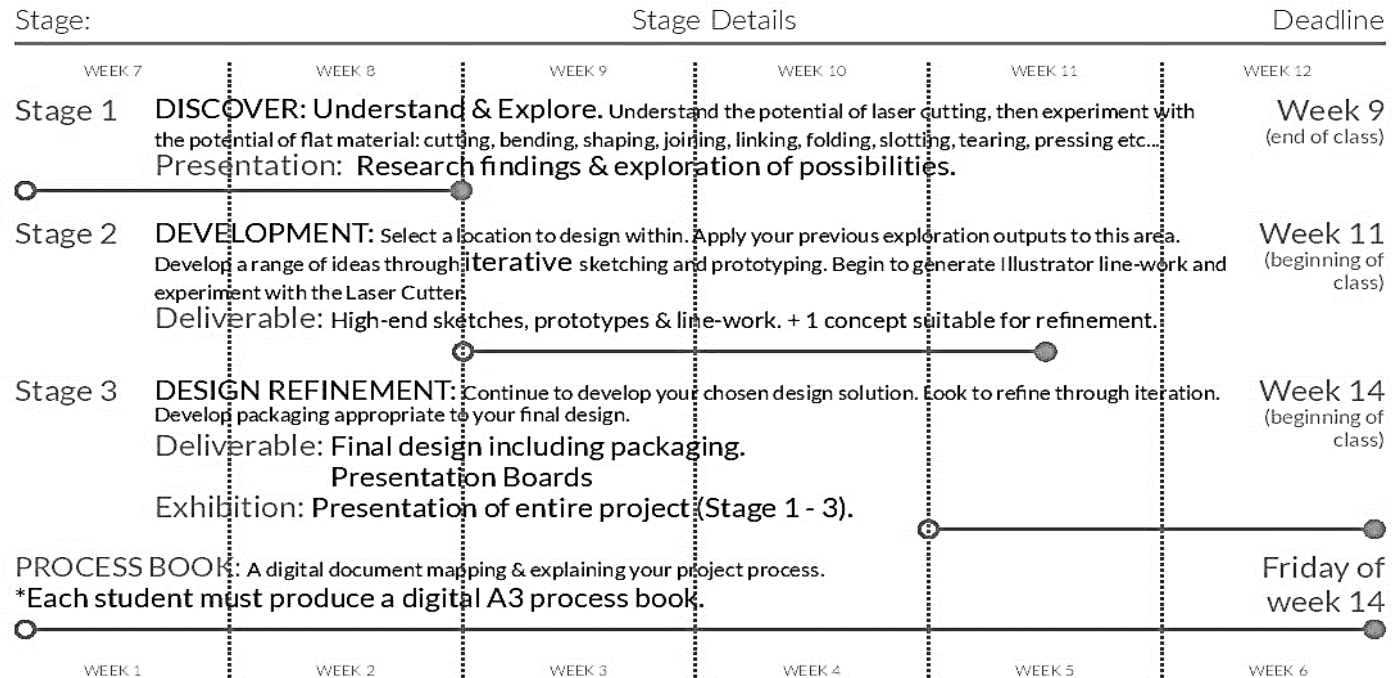 Stage: Stage Details Deadline
WEEK 7 WEEK 8 WEEK 9 WEEK 10 WEEK 11 WEEK 12
Stage 1 DISCOVER: Understand & Explore. Understand the potential of laser cutting, then experiment with Week 9
the potential of flat material: cutting, bending, shaping, joining, linking, folding, slotting, tearing, pressing etc... (end of class)
Presentation: Research findings & exploration of possibilities.
Stage 2 DEVELOPMENT: Select a location to design within. Apply your previous exploration outputs to this area. Week 11
Develop a range of ideas through iterative sketching and prototyping. Begin to generate Illustrator line-work and (beginning of
experiment with the Laser Cutter. class)
Deliverable: High-end sketches, prototypes & line-work. + 1 concept suitable for refinement.
Stage 3 DESIGN REFINEMENT: Continue to develop your chosen design solution. Look to refine through iteration. Week 14
Develop packaging appropriate to your final design. (beginning of
Deliverable: Final design including packaging. class)
Presentation Boards
Exhibition: Presentation of entire project (Stage 1 - 3).
PROCESS BOOK: A digital document mapping & explaining your project process. Friday of
*Each student must produce a digital A3 process book. week 14
WEEK 1 WEEK 2 WEEK 3 WEEK 4 WEEK 5 WEEK 6